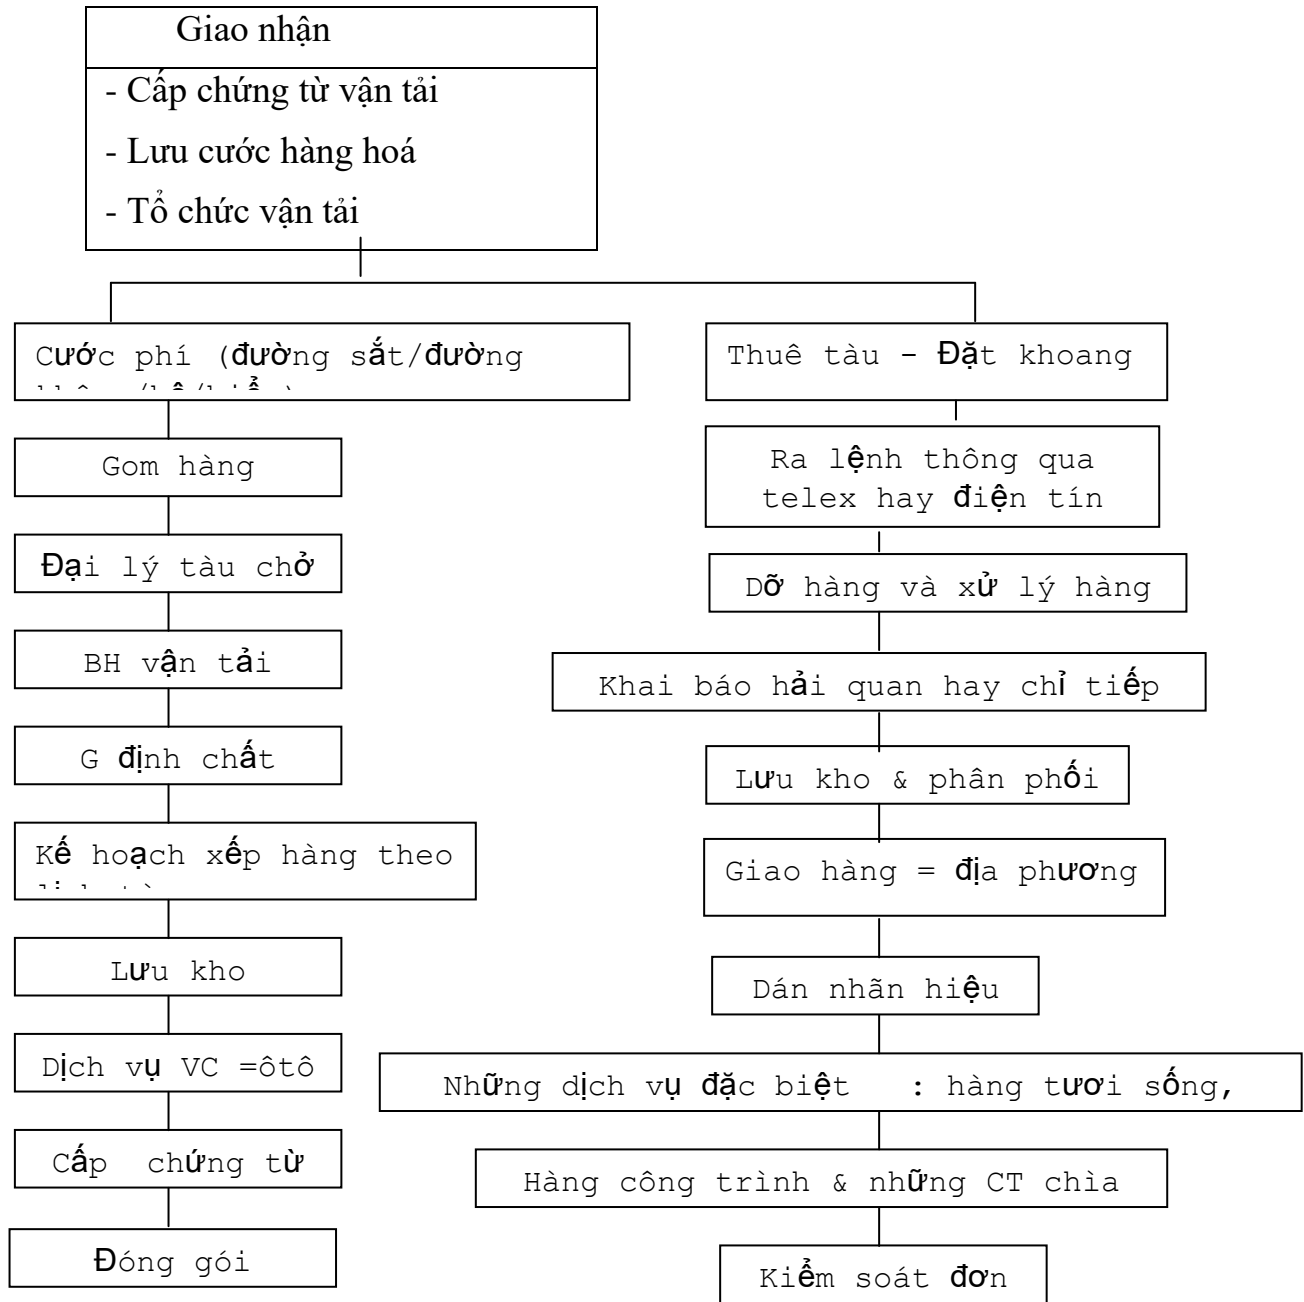 Giao nhận
- Cấp chứng từ vận tải
- Lưu cước hàng hoá
- Tổ chức vận tải
Cước phí (đường sắt/đường
Gom hàng
Đại lý tàu chở
BH vận tải
G định chất
Kế hoạch xếp hàng theo
Lưu kho
Dịch vụ VC =ôtô
Cấp chứng từ
Đóng gói
Thuê tàu – Đặt khoang
Ra lệnh thông qua
telex hay điện tín
Dỡ hàng và xử lý hàng
Khai báo hải quan hay chỉ tiếp
Lưu kho & phân phối
Giao hàng = địa phương
Dán nhãn hiệu
Những dịch vụ đặc biệt : hàng tươi sống,
Hàng công trình & những CT chìa
Kiểm soát đơn